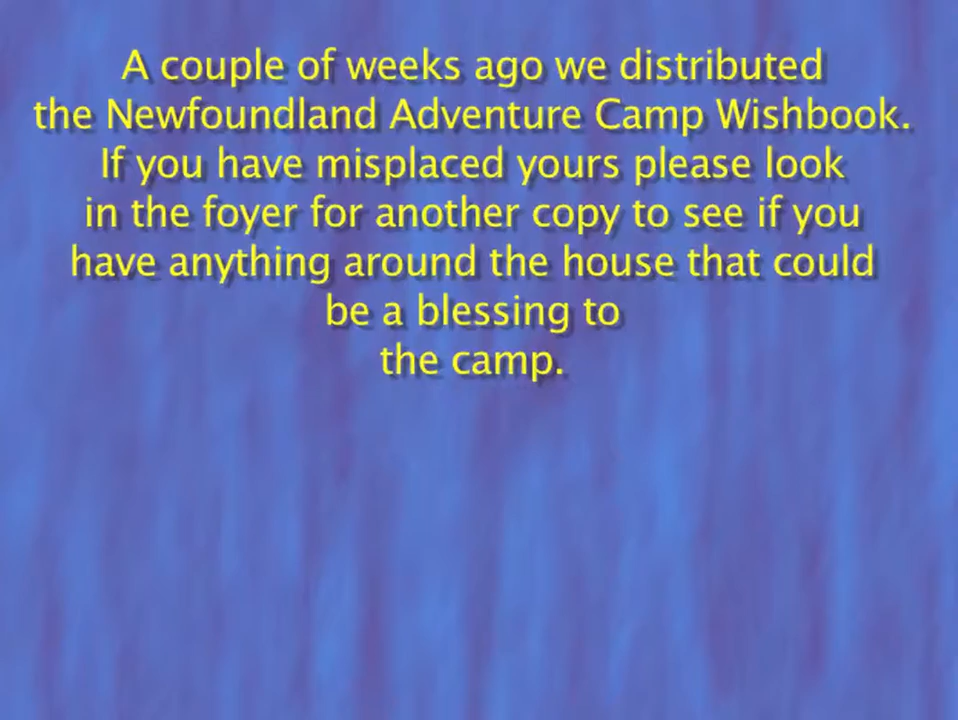 A couple of weeks ago we distributed
the Newfoundland Adventure Camp Wishbook.
If you have misplaced yours please look
in the foyer for another copy to see if you
have anything around the house that could
be a blessing to
the camp.